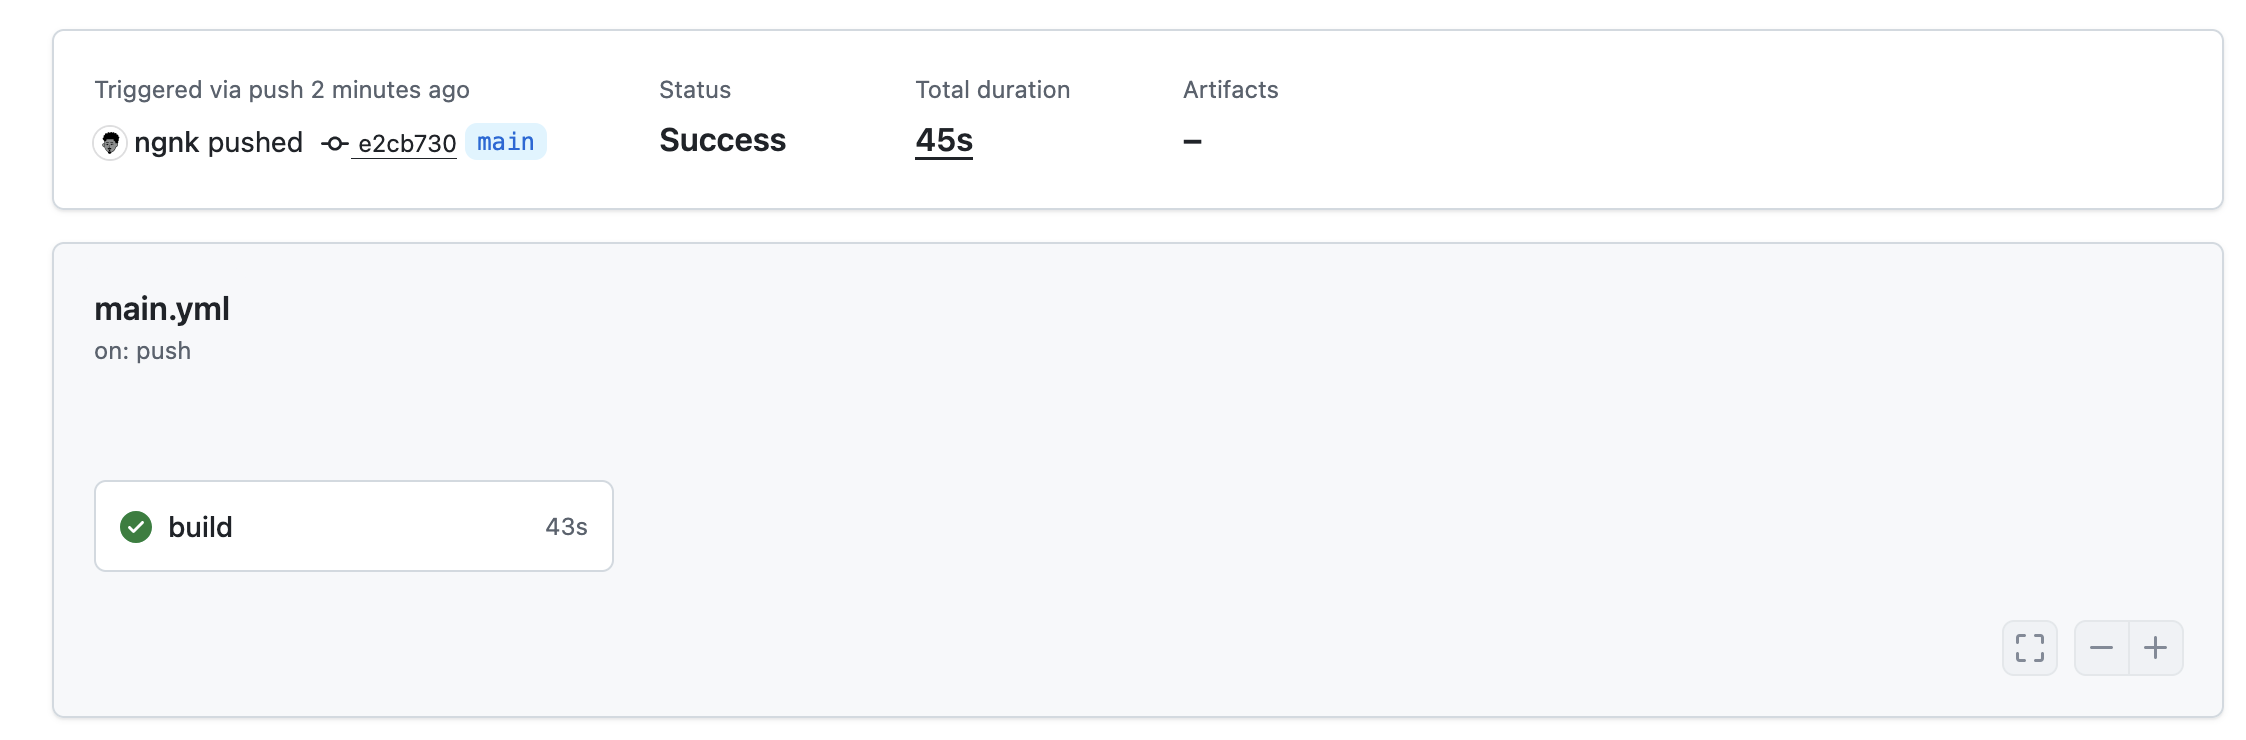 Triggered via push 2 minutes ago
ngnk pushed e2cb730 main
Status
Success
Total duration
45s
Artifacts
–
main.yml
on: push
build 43s